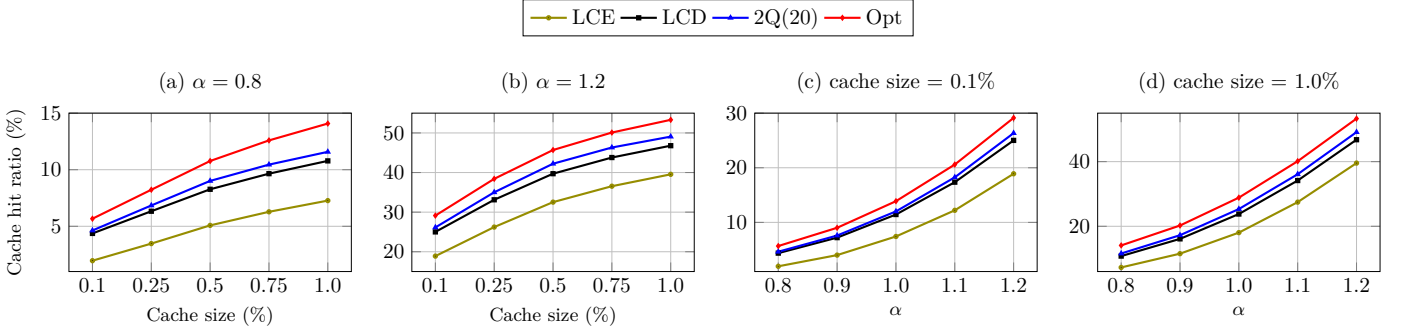 LCE LCD 2Q(20) Opt
(a) α = 0.8
Cache hit ratio (%)
15
10
5
0.1 0.25 0.5 0.75 1.0
Cache size (%)
(b) α = 1.2
50
40
30
20
0.1 0.25 0.5 0.75 1.0
Cache size (%)
(c) cache size = 0.1%
30
20
10
0.8 0.9 1.0 1.1 1.2
α
(d) cache size = 1.0%
40
20
0.8 0.9 1.0 1.1 1.2
α